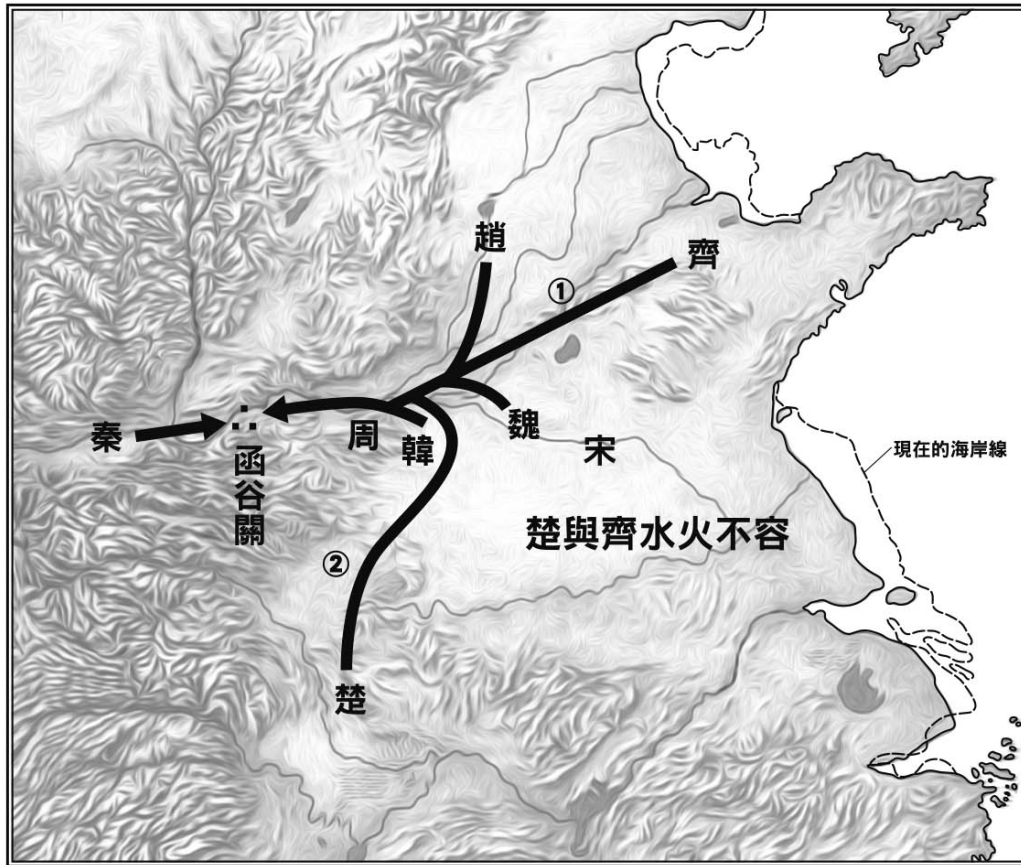 趙
齊
①
秦
周
韓
魏
宋
函谷關
現在的海岸線
楚與齊水火不容
②
楚